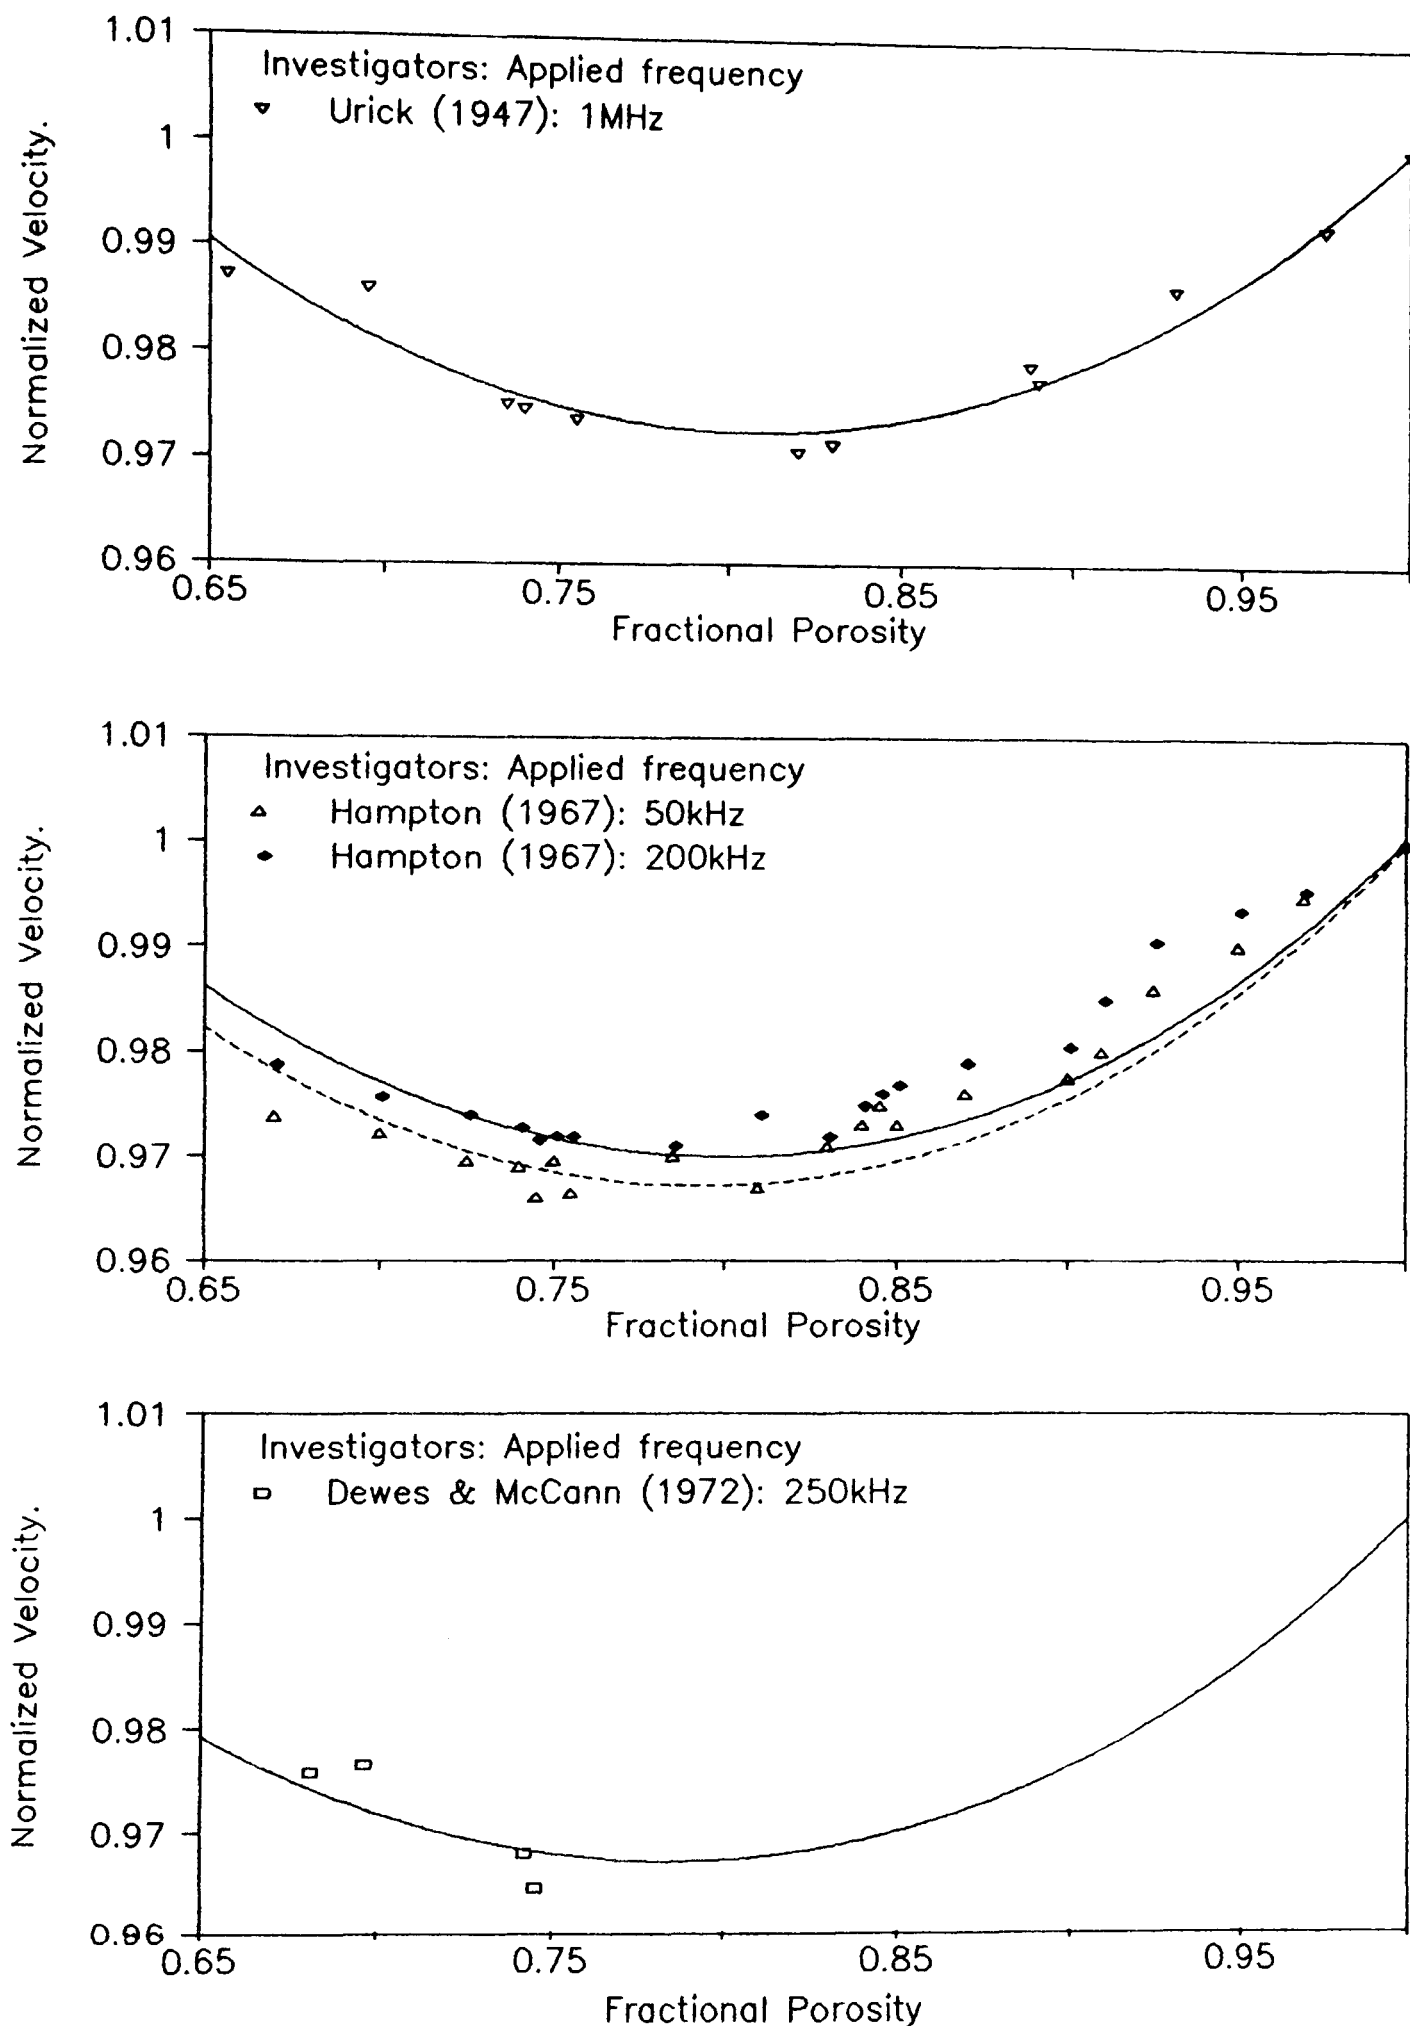 1.01
Investigators: Applied frequency
Urick (1947): 1MHz
1
0.99
0.98
0.97
0.96
Normalized Velocity.
0.65 0.75 0.85 0.95
Fractional Porosity
1.01
Investigators: Applied frequency
Hampton (1967): 50kHz
1
Hampton (1967): 200kHz
0.99
0.98
0.97
0.96
Normalized Velocity.
0.65 0.75 0.85 0.95
Fractional Porosity
1.01
Investigators: Applied frequency
Dewes & McCann (1972): 250kHz
1
0.99
0.98
0.97
0.96
Normalized Velocity.
0.65 0.75 0.85 0.95
Fractional Porosity